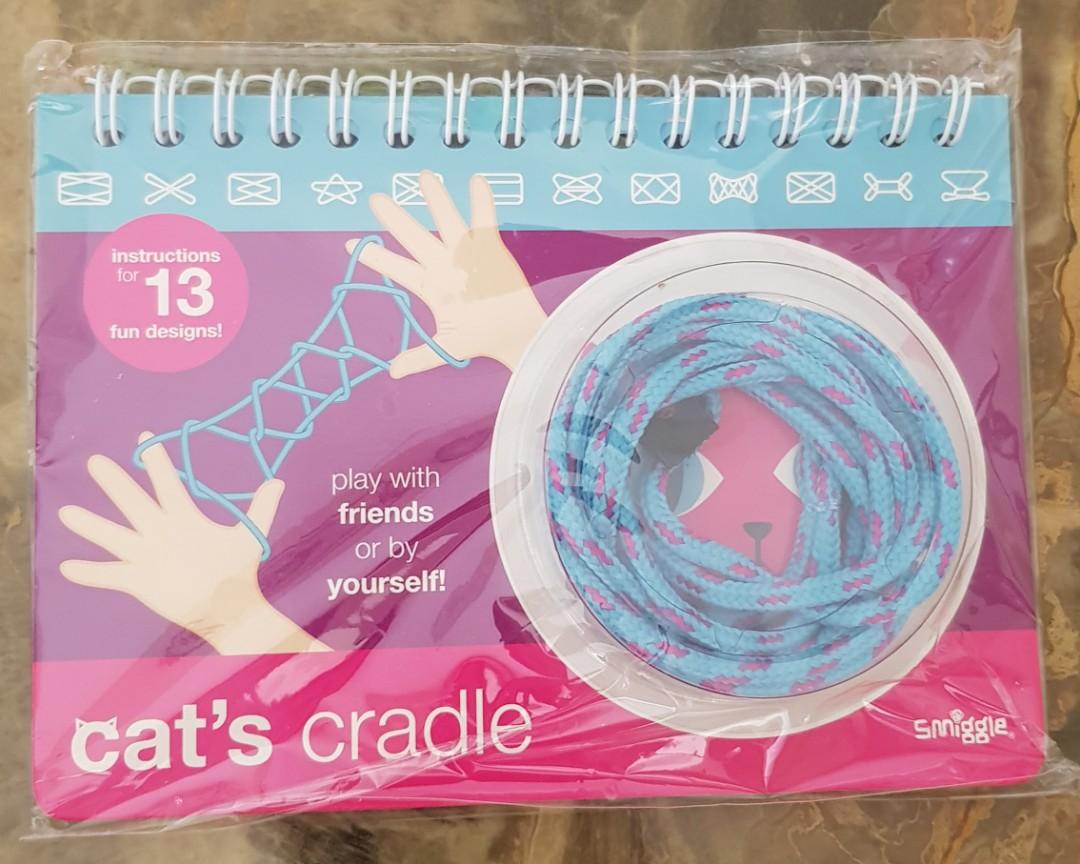 instructions
for 13
fun designs!
play with
friends
or by
yourself!
cat's cradle
Smiggle